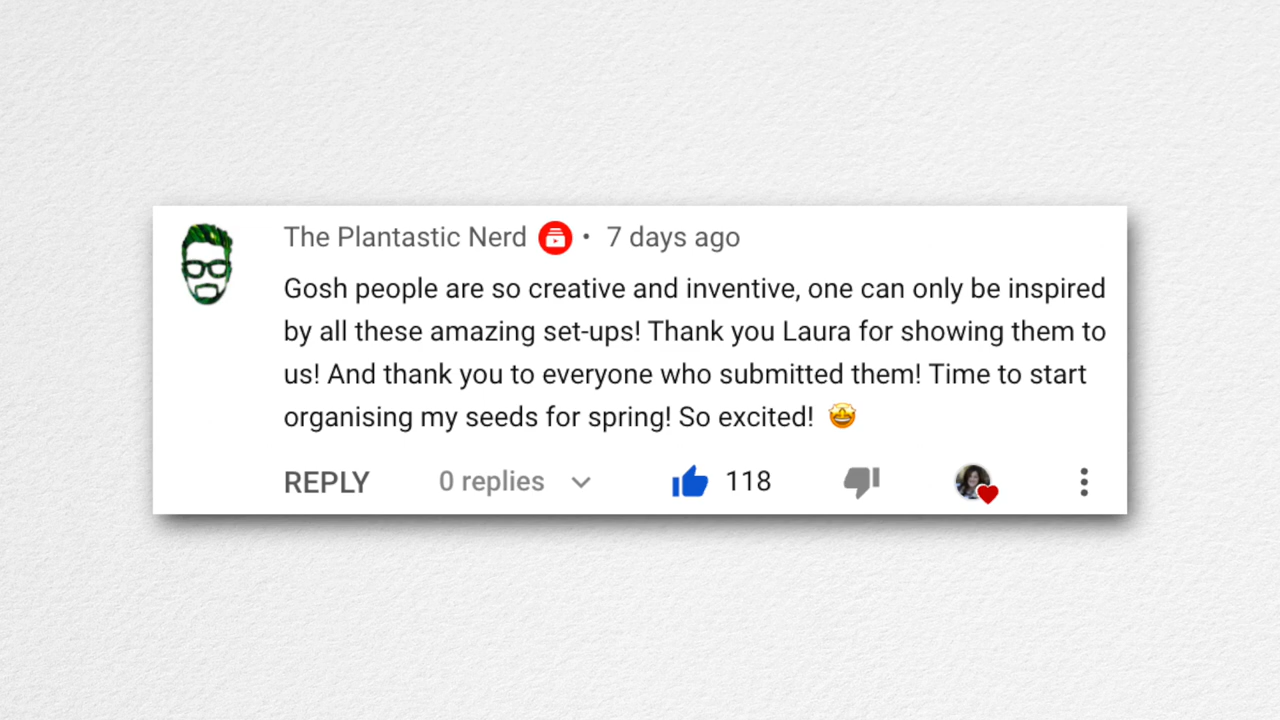 The Plantastic Nerd • 7 days ago
Gosh people are so creative and inventive, one can only be inspired
by all these amazing set-ups! Thank you Laura for showing them to
us! And thank you to everyone who submitted them! Time to start
organising my seeds for spring! So excited! 🤩
REPLY 0 replies 118